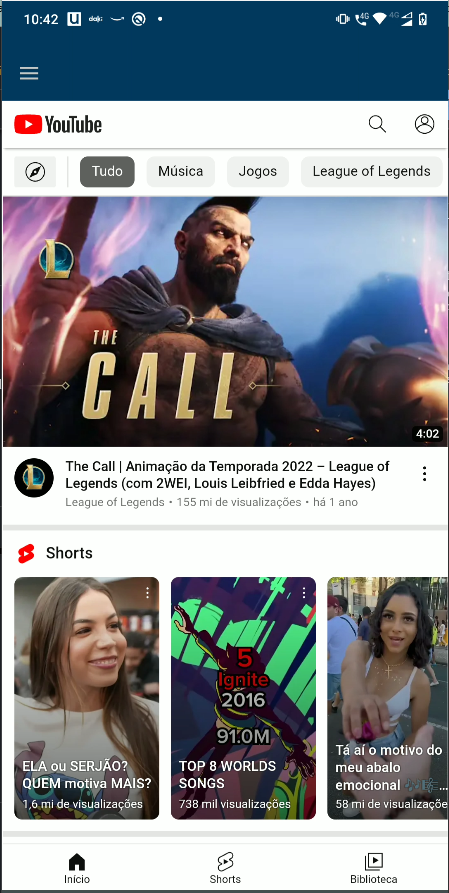 10:42
4G
4G
YouTube
Tudo
Música
Jogos
League of Legends
THE
CALL
4:02
The Call | Animação da Temporada 2022 – League of
Legends (com 2WEI, Louis Leibfried e Edda Hayes)
League of Legends • 155 mi de visualizações • há 1 ano
Shorts
5
Ignite
2016
91.0M
ELA ou SERJÃO?
QUEM motiva MAIS?
1,6 mi de visualizações
TOP 8 WORLDS
SONGS
738 mil visualizações
Tá aí o motivo do
meu abalo
emocional
58 mi de visualizaçõe
Início
Shorts
Biblioteca